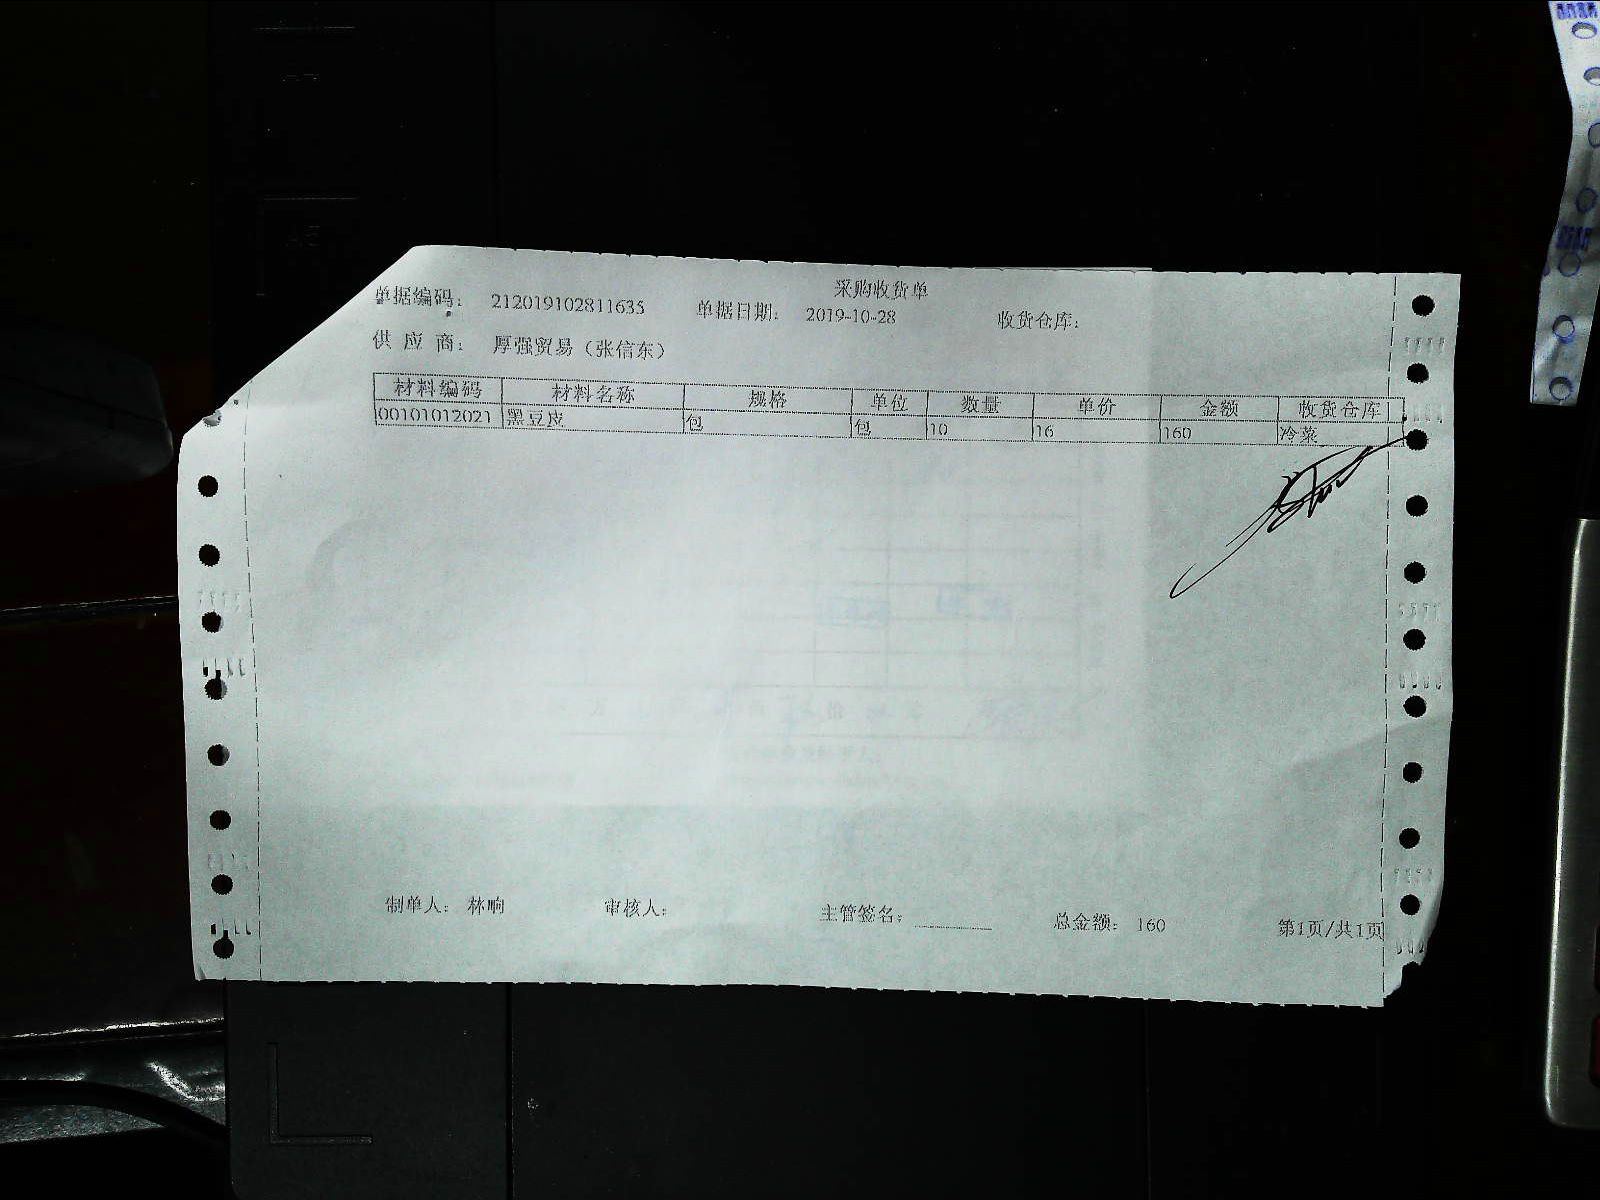 采购收货单
单据编码： 212019102811635 单据日期： 2019-10-28 收货仓库：
供 应 商： 厚强贸易（张信东）
材料编码 材料名称 规格 单位 数量 单价 金额 收货仓库
00101012021 黑豆皮 包 包 10 16 160 冷菜
制单人： 林响 审核人： 主管签名： 总金额： 160 第1页/共1页